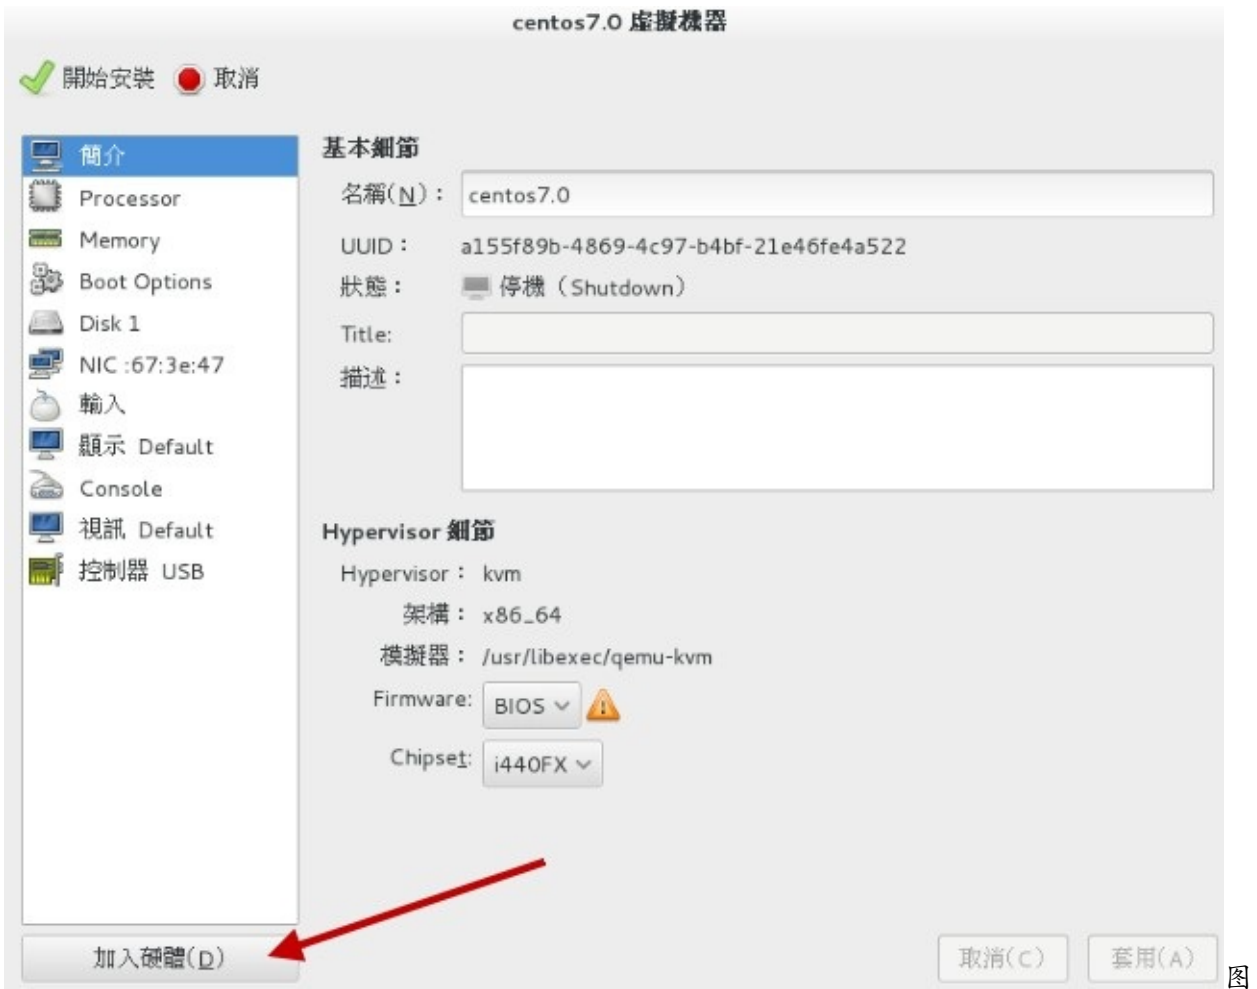 centos7.0 虛擬機器
開始安裝 取消
簡介
Processor
Memory
Boot Options
Disk 1
NIC :67:3e:47
輸入
顯示 Default
Console
視訊 Default
控制器 USB
加入硬體(D)
基本細節
名稱(N)： centos7.0
UUID： a155f89b-4869-4c97-b4bf-21e46fe4a522
狀態： 停機（Shutdown）
Title:
描述：
Hypervisor 細節
Hypervisor： kvm
架構： x86_64
模擬器： /usr/libexec/qemu-kvm
Firmware: BIOS
Chipset: i440FX
取消(C) 套用(A)
图